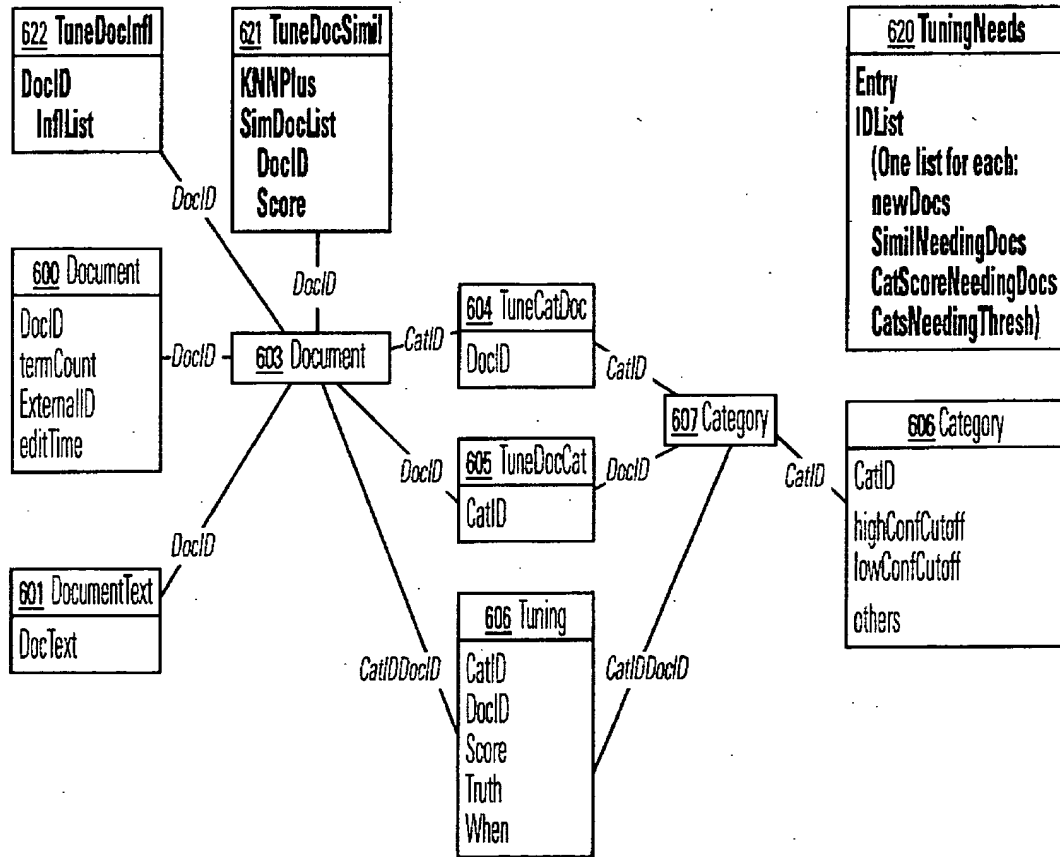 622 TuneDocInfl
DocID
InflList
621 TuneDocSimil
KNNPlus
SimDocList
DocID
Score
620 TuningNeeds
Entry
IDList
(One list for each:
newDocs
SimilNeedingDocs
CatScoreNeedingDocs
CatsNeedingThresh)
DocID
DocID
600 Document
DocID
termCount
ExternalID
editTime
DocID
603 Document
CatID
604 TuneCatDoc
DocID
CatID
607 Category
DocID
605 TuneDocCat
CatID
DocID
CatID
606 Category
CatID
highConfCutoff
lowConfCutoff
others
DocID
601 DocumentText
DocText
CatIDDocID
606 Tuning
CatID
DocID
Score
Truth
When
CatIDDocID